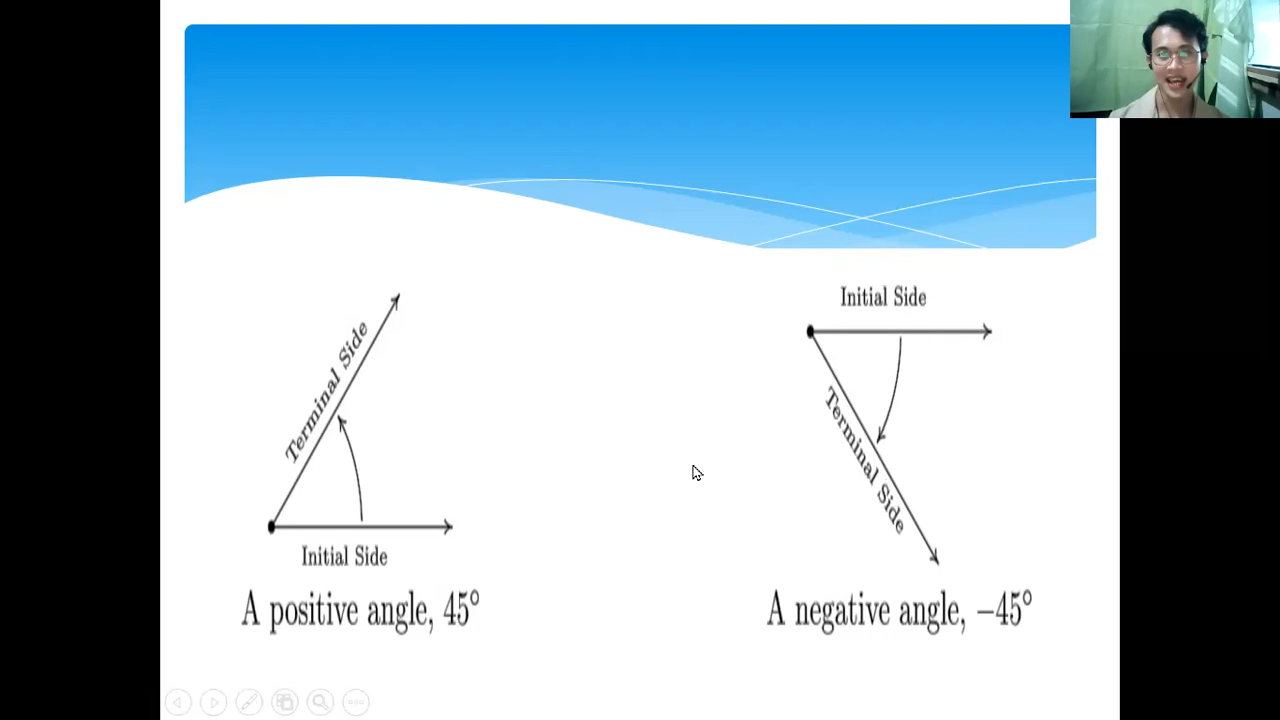 Terminal Side
Initial Side
A positive angle, 45°
Initial Side
Terminal Side
A negative angle, −45°